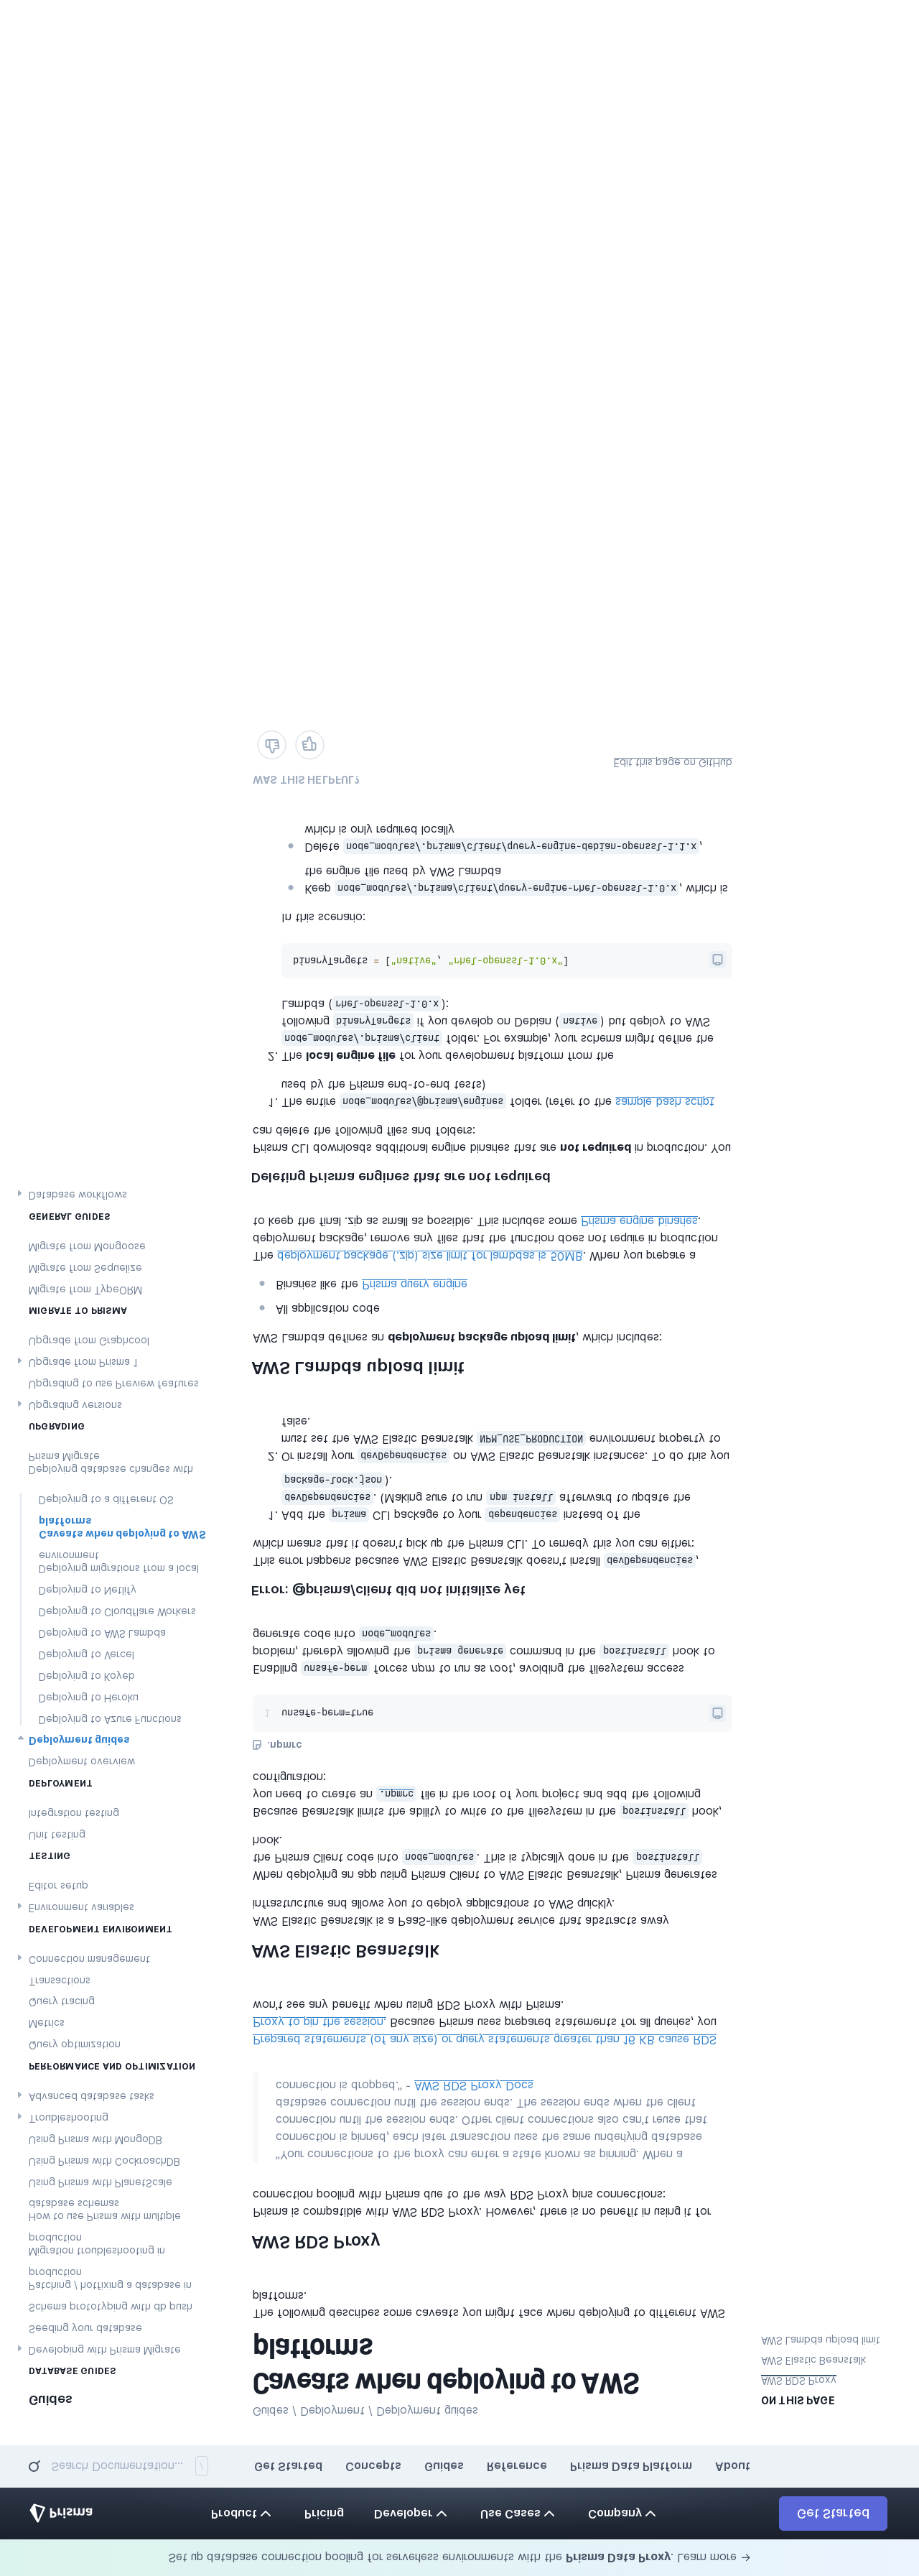 Set up database connection pooling for serverless environments with the Prisma Data Proxy. Learn more →
Prisma
Product
Pricing
Developer
Use Cases
Company
Get Started
Search Documentation... /
Get Started
Concepts
Guides
Reference
Prisma Data Platform
About
Guides
DATABASE GUIDES
Developing with Prisma Migrate
Seeding your database
Schema prototyping with db push
Patching / hotfixing a database in
production
Migration troubleshooting in
production
How to use Prisma with multiple
database schemas
Using Prisma with PlanetScale
Using Prisma with CockroachDB
Using Prisma with MongoDB
Troubleshooting
Advanced database tasks
PERFORMANCE AND OPTIMIZATION
Query optimization
Metrics
Query tracing
Transactions
Connection management
DEVELOPMENT ENVIRONMENT
Environment variables
Editor setup
TESTING
Unit testing
Integration testing
DEPLOYMENT
Deployment overview
Deployment guides
Deploying to Azure Functions
Deploying to Heroku
Deploying to Koyeb
Deploying to Vercel
Deploying to AWS Lambda
Deploying to Cloudflare Workers
Deploying to Netlify
Deploying migrations from a local
environment
Caveats when deploying to AWS
platforms
Deploying to a different OS
Deploying database changes with
Prisma Migrate
UPGRADING
Upgrading versions
Upgrading to use Preview features
Upgrade from Prisma 1
Upgrade from Graphcool
MIGRATE TO PRISMA
Migrate from TypeORM
Migrate from Sequelize
Migrate from Mongoose
GENERAL GUIDES
Database workflows
Guides / Deployment / Deployment guides
Caveats when deploying to AWS
platforms
The following describes some caveats you might face when deploying to different AWS
platforms.
AWS RDS Proxy
Prisma is compatible with AWS RDS Proxy. However, there is no benefit in using it for
connection pooling with Prisma due to the way RDS Proxy pins connections:
"Your connections to the proxy can enter a state known as pinning. When a
connection is pinned, each later transaction uses the same underlying database
connection until the session ends. Other client connections also can't reuse that
database connection until the session ends. The session ends when the client
connection is dropped." - AWS RDS Proxy Docs
Prepared statements (of any size) or query statements greater than 16 KB cause RDS
Proxy to pin the session. Because Prisma uses prepared statements for all queries, you
won't see any benefit when using RDS Proxy with Prisma.
AWS Elastic Beanstalk
AWS Elastic Beanstalk is a PaaS-like deployment service that abstracts away
infrastructure and allows you to deploy applications to AWS quickly.
When deploying an app using Prisma Client to AWS Elastic Beanstalk, Prisma generates
the Prisma Client code into node_modules. This is typically done in the postinstall
hook.
Because Beanstalk limits the ability to write to the filesystem in the postinstall hook,
you need to create an .npmrc file in the root of your project and add the following
configuration:
.npmrc
1 unsafe-perm=true
Enabling unsafe-perm forces npm to run as root, avoiding the filesystem access
problem, thereby allowing the prisma generate command in the postinstall hook to
generate code into node_modules.
Error: @prisma/client did not initialize yet
This error happens because AWS Elastic Beanstalk doesn't install devDependencies,
which means that it doesn't pick up the Prisma CLI. To remedy this you can either:
1. Add the prisma CLI package to your dependencies instead of the
devDependencies. (Making sure to run npm install afterward to update the
package-lock.json).
2. Or install your devDependencies on AWS Elastic Beanstalk instances. To do this you
must set the AWS Elastic Beanstalk NPM_USE_PRODUCTION environment property to
false.
AWS Lambda upload limit
AWS Lambda defines an deployment package upload limit, which includes:
All application code
Binaries like the Prisma query engine
The deployment package (.zip) size limit for lambdas is 50MB. When you prepare a
deployment package, remove any files that the function does not require in production
to keep the final .zip as small as possible. This includes some Prisma engine binaries.
Deleting Prisma engines that are not required
Prisma CLI downloads additional engine binaries that are not required in production. You
can delete the following files and folders:
1. The entire node_modules/@prisma/engines folder (refer to the sample bash script
used by the Prisma end-to-end tests)
2. The local engine file for your development platform from the
node_modules/.prisma/client folder. For example, your schema might define the
following binaryTargets if you develop on Debian (native) but deploy to AWS
Lambda (rhel-openssl-1.0.x):
binaryTargets = ["native", "rhel-openssl-1.0.x"]
In this scenario:
Keep node_modules/.prisma/client/query-engine-rhel-openssl-1.0.x, which is
the engine file used by AWS Lambda
Delete node_modules/.prisma/client/query-engine-debian-openssl-1.1.x,
which is only required locally
WAS THIS HELPFUL?
Edit this page on GitHub
ON THIS PAGE
AWS RDS Proxy
AWS Elastic Beanstalk
AWS Lambda upload limit